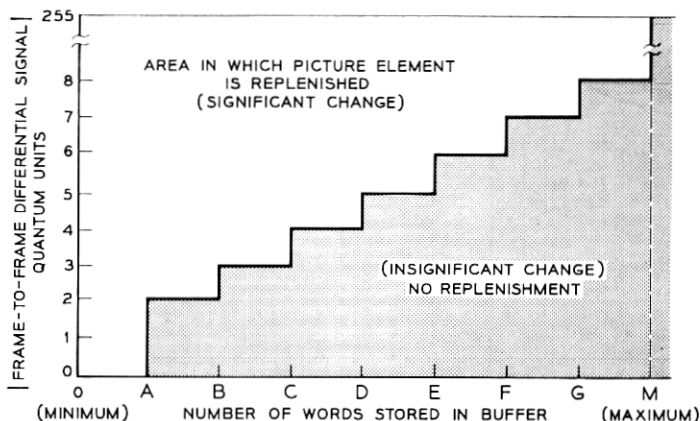 255
8
7
6
5
4
3
2
1
0
| FRAME-TO-FRAME DIFFERENTIAL SIGNAL |
QUANTUM UNITS
AREA IN WHICH PICTURE ELEMENT
IS REPLENISHED
(SIGNIFICANT CHANGE)
(INSIGNIFICANT CHANGE)
NO REPLENISHMENT
0 A B C D E F G M
(MINIMUM) NUMBER OF WORDS STORED IN BUFFER (MAXIMUM)